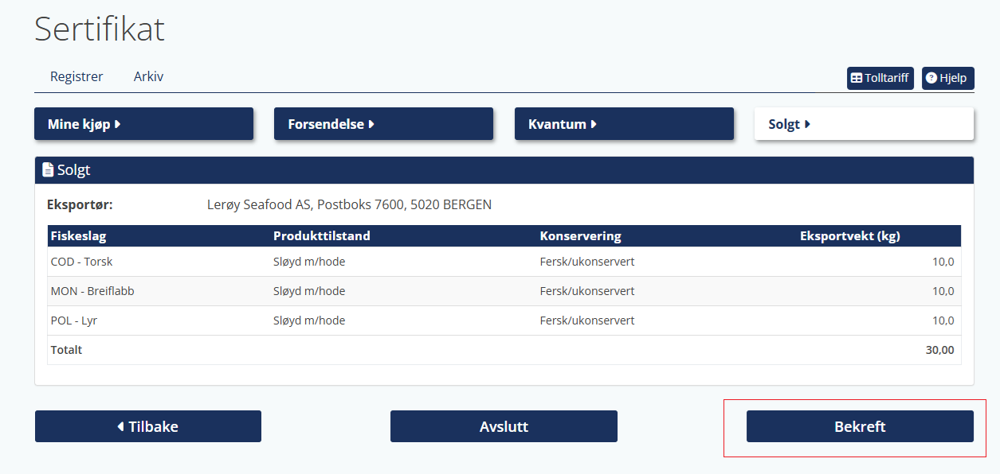 Sertifikat
Registrer Arkiv Tolltariff Hjelp
Mine kjøp Forsendelse Kvantum Solgt
Solgt
Eksportør: Lerøy Seafood AS, Postboks 7600, 5020 BERGEN
Fiskeslag Produkttilstand Konservering Eksportvekt (kg)
COD - Torsk Sløyd m/hode Fersk/ukonservert 10,0
MON - Breiflabb Sløyd m/hode Fersk/ukonservert 10,0
POL - Lyr Sløyd m/hode Fersk/ukonservert 10,0
Totalt 30,00
Tilbake Avslutt Bekreft